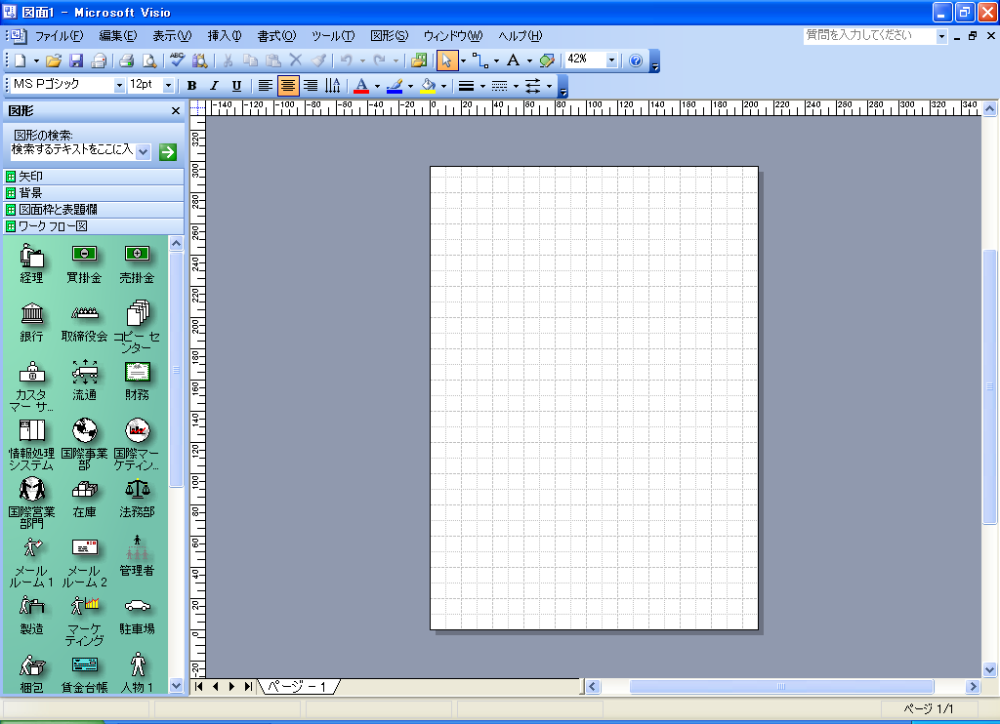 図面1 - Microsoft Visio
ファイル(F) 編集(E) 表示(V) 挿入(I) 書式(O) ツール(T) 図形(S) ウィンドウ(W) ヘルプ(H) 質問を入力してください
42%
MS Pゴシック 12pt B I U A
図形
-140 -120 -100 -80 -60 -40 -20 0 20 40 60 80 100 120 140 160 180 200 220 240 260 280 300 320 340
図形の検索:
検索するテキストをここに入
矢印
背景
図面枠と表題欄
ワークフロー図
経理 買掛金 売掛金
銀行 取締役会 コピー センター
カスタマー サ... 流通 財務
情報処理システム 国際事業部 国際マーケティン...
国際営業部門 在庫 法務部
メール ルーム 1 メール ルーム 2 管理者
製造 マーケティング 駐車場
梱包 賃金台帳 人物 1
320
300
280
260
240
220
200
180
160
140
120
100
80
60
40
20
0
-20
ページ - 1
ページ 1/1